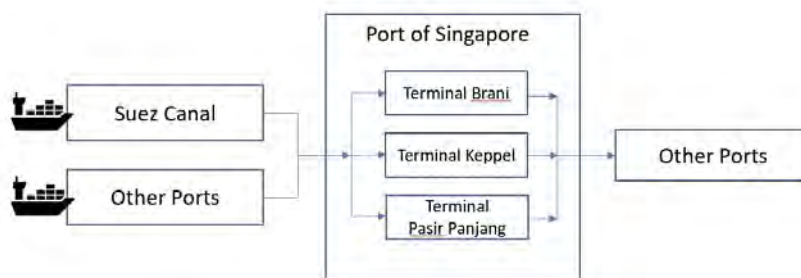 Port of Singapore
Suez Canal
Other Ports
Terminal Brani
Terminal Keppel
Terminal
Pasir Panjang
Other Ports